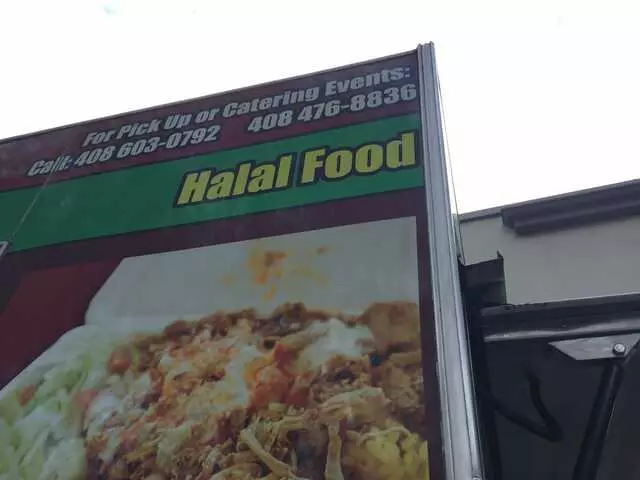 For Pick Up or Catering Events:
Call: 408 603-0792 408 476-8836
Halal Food